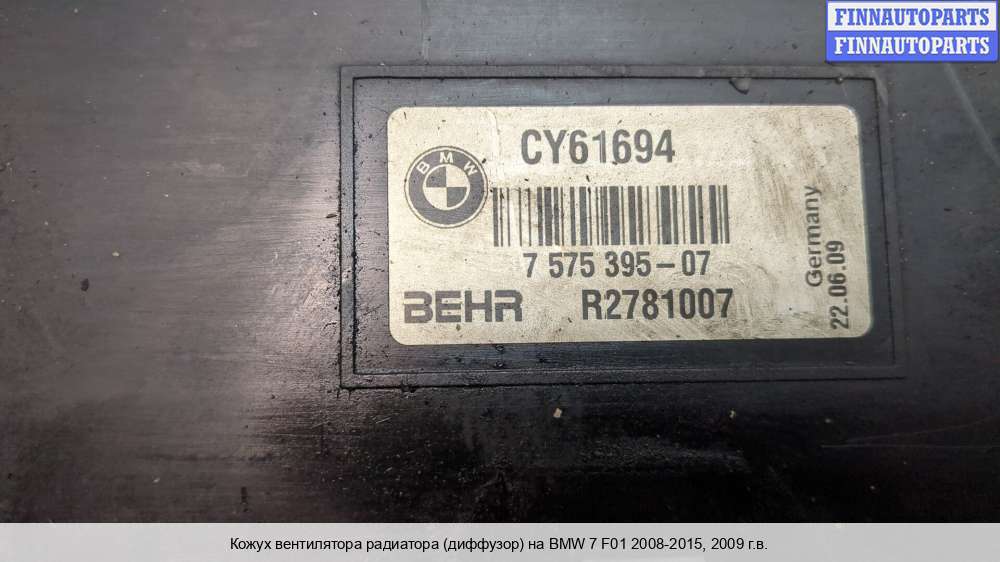 FINNAUTOPARTS
FINNAUTOPARTS
CY61694
BMW
7 575 395-07
BEHR R2781007
Germany
22.06.09
Кожух вентилятора радиатора (диффузор) на BMW 7 F01 2008-2015, 2009 г.в.